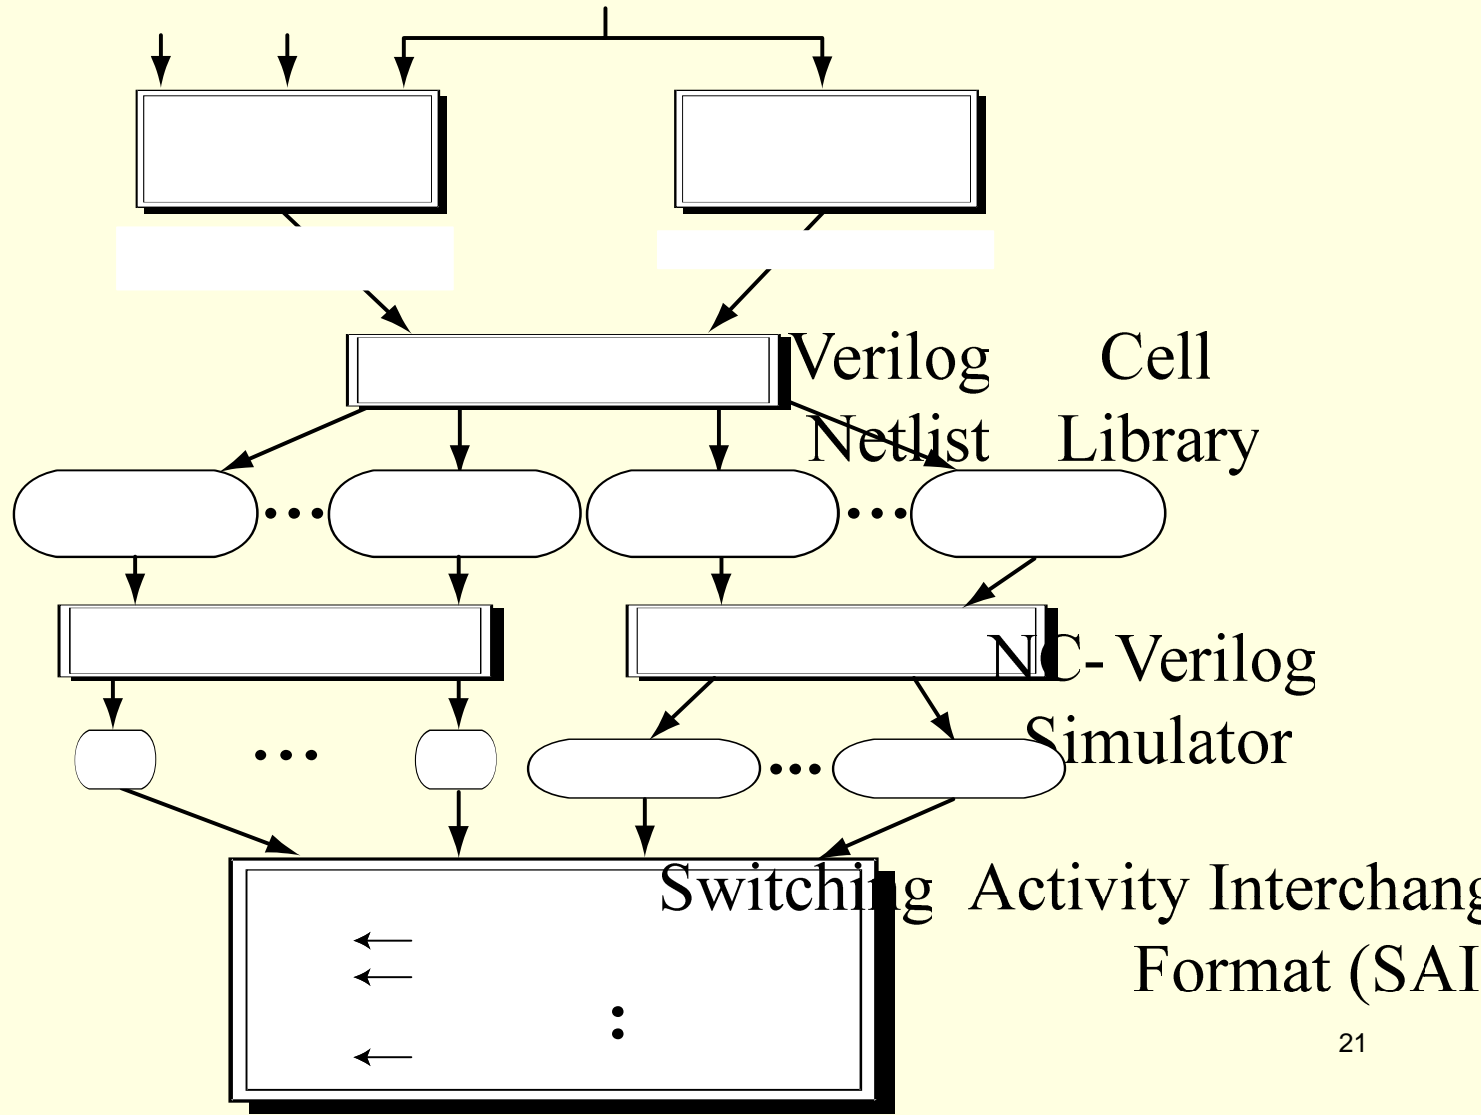 Verilog Cell
Netlist Library
NC- Verilog
Simulator
Switching Activity Interchang
Format (SAI
21